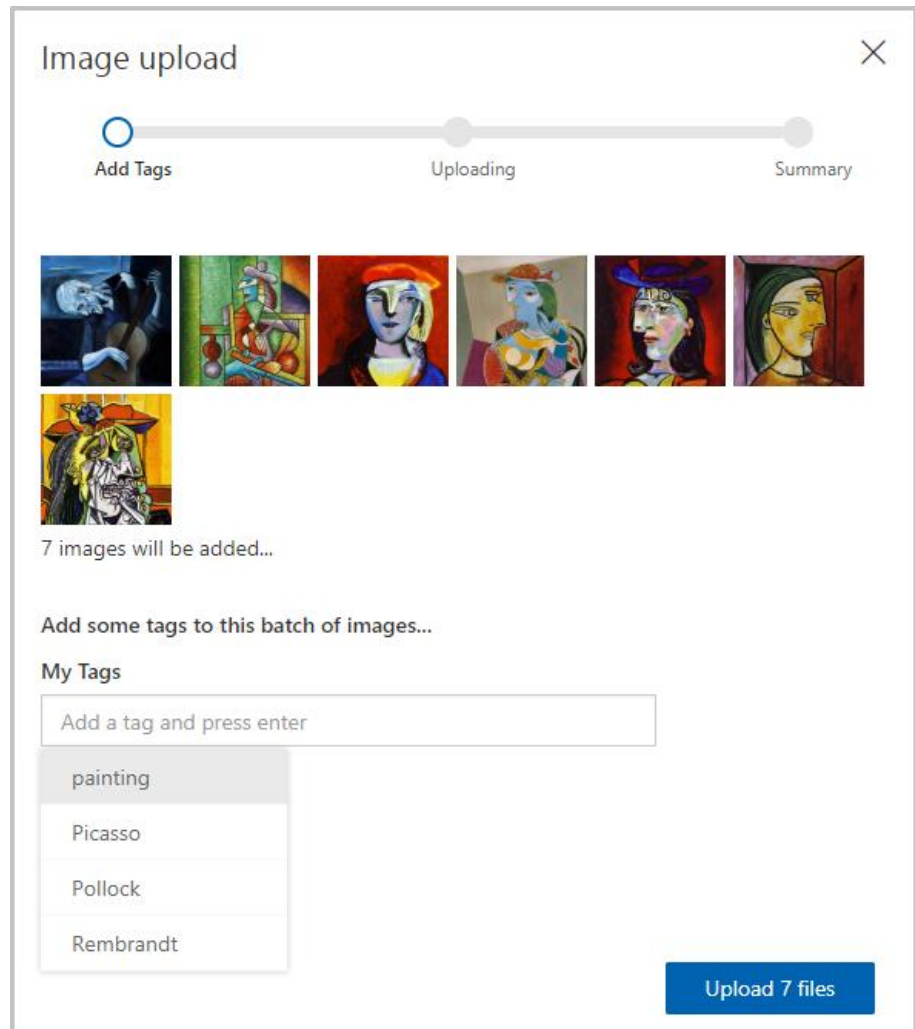 Image upload
Add Tags Uploading Summary
7 images will be added...
Add some tags to this batch of images...
My Tags
Add a tag and press enter
painting
Picasso
Pollock
Rembrandt
Upload 7 files